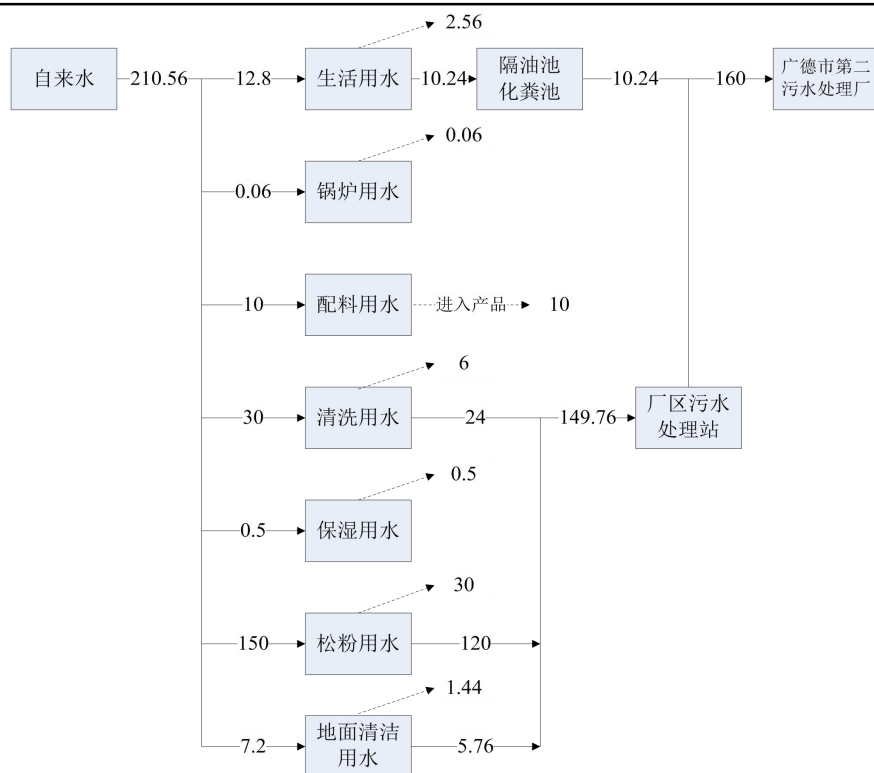 2.56
自来水
210.56
12.8
生活用水
10.24
隔油池
化粪池
10.24
160
广德市第二
污水处理厂
0.06
0.06
锅炉用水
10
配料用水
进入产品
10
6
30
清洗用水
24
149.76
厂区污水
处理站
0.5
0.5
保湿用水
30
150
松粉用水
120
1.44
7.2
地面清洁
用水
5.76